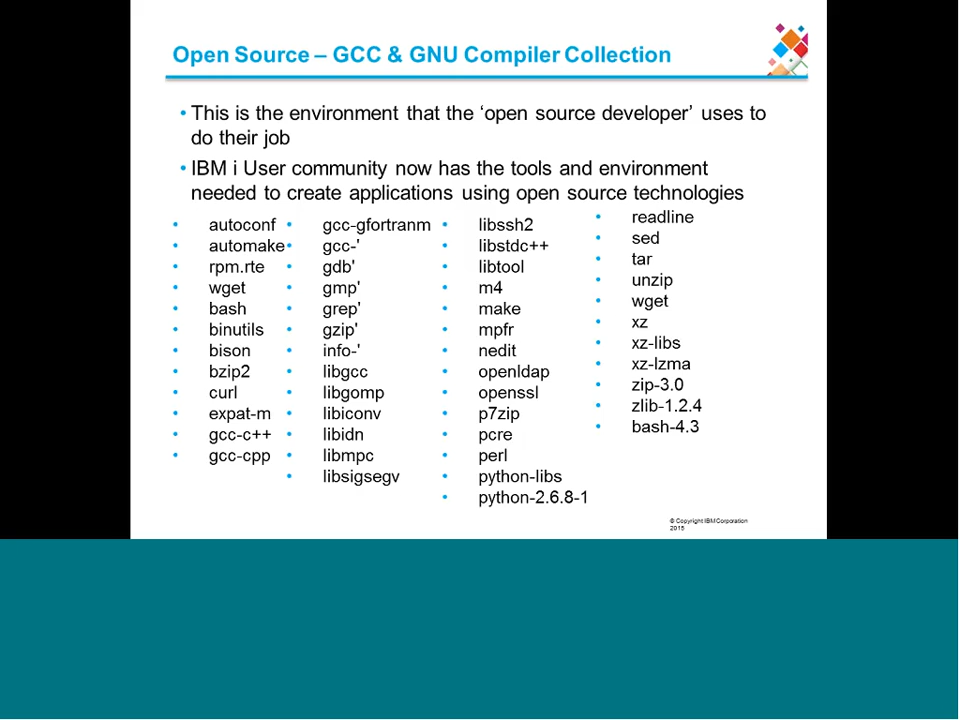 Open Source – GCC & GNU Compiler Collection
• This is the environment that the ‘open source developer’ uses to
do their job
• IBM i User community now has the tools and environment
needed to create applications using open source technologies
• autoconf
• automake
• rpm.rte
• wget
• bash
• binutils
• bison
• bzip2
• curl
• expat-m
• gcc-c++
• gcc-cpp
• gcc-gfortranm
• gcc-'
• gdb'
• gmp'
• grep'
• gzip'
• info-'
• libgcc
• libgomp
• libiconv
• libidn
• libmpc
• libsigsegv
• libssh2
• libstdc++
• libtool
• m4
• make
• mpfr
• nedit
• openldap
• openssl
• p7zip
• pcre
• perl
• python-libs
• python-2.6.8-1
• readline
• sed
• tar
• unzip
• wget
• xz
• xz-libs
• xz-lzma
• zip-3.0
• zlib-1.2.4
• bash-4.3
© Copyright IBM Corporation
2015